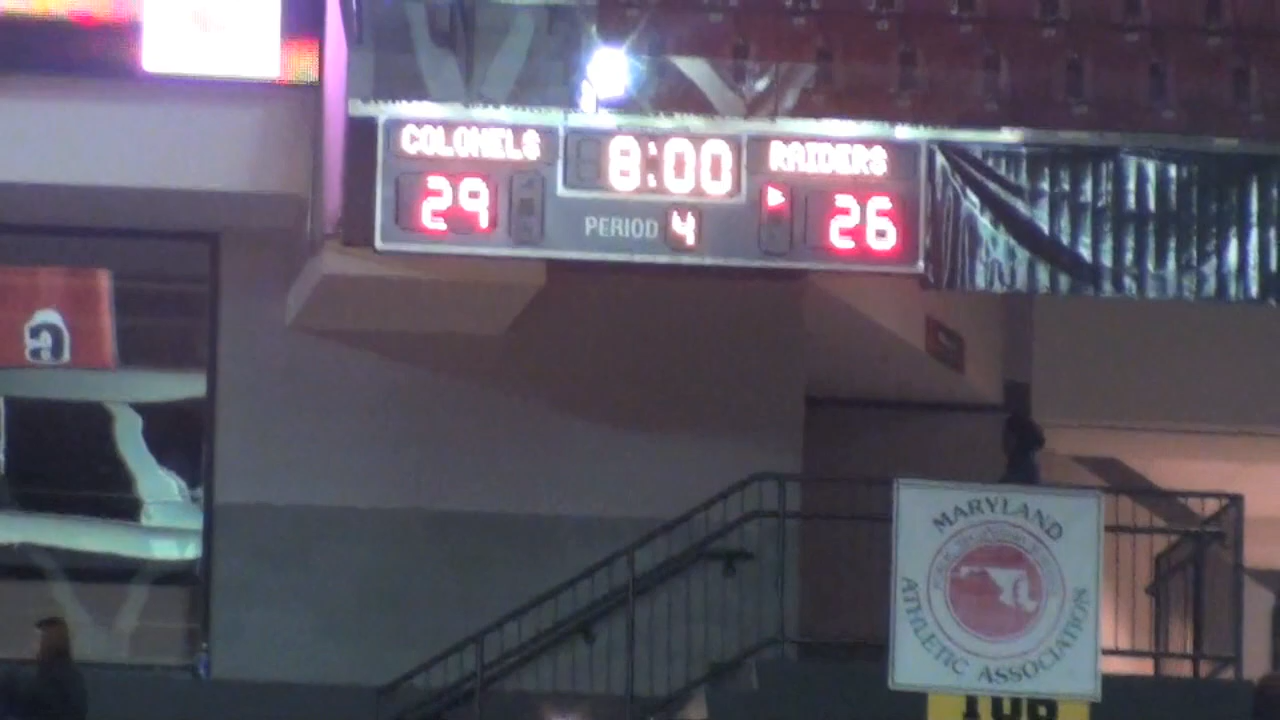 COLONELS 8:00 RAIDERS
29 PERIOD 4 26
MARYLAND
ATHLETIC ASSOCIATION